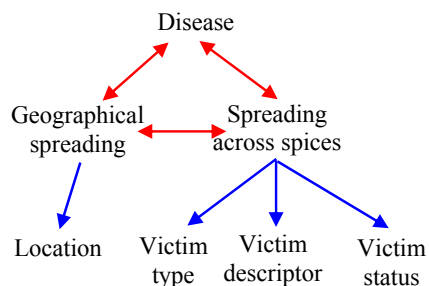 Disease
Geographical
spreading
Spreading
across spices
Location
Victim
type
Victim
descriptor
Victim
status